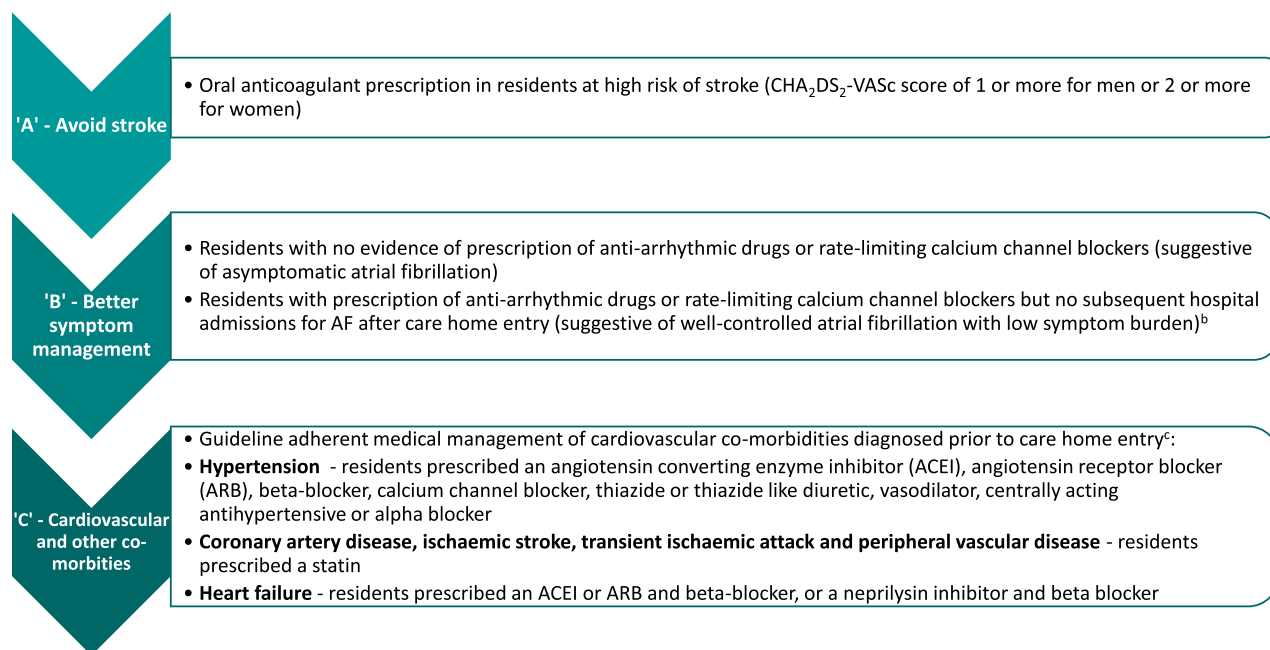 'A' - Avoid stroke
• Oral anticoagulant prescription in residents at high risk of stroke (CHA₂DS₂-VASc score of 1 or more for men or 2 or more
for women)
'B' - Better
symptom
management
• Residents with no evidence of prescription of anti-arrhythmic drugs or rate-limiting calcium channel blockers (suggestive
of asymptomatic atrial fibrillation)
• Residents with prescription of anti-arrhythmic drugs or rate-limiting calcium channel blockers but no subsequent hospital
admissions for AF after care home entry (suggestive of well-controlled atrial fibrillation with low symptom burden)ᵇ
'C' - Cardiovascular
and other co-
morbities
• Guideline adherent medical management of cardiovascular co-morbidities diagnosed prior to care home entryᶜ:
• Hypertension - residents prescribed an angiotensin converting enzyme inhibitor (ACEI), angiotensin receptor blocker
(ARB), beta-blocker, calcium channel blocker, thiazide or thiazide like diuretic, vasodilator, centrally acting
antihypertensive or alpha blocker
• Coronary artery disease, ischaemic stroke, transient ischaemic attack and peripheral vascular disease - residents
prescribed a statin
• Heart failure - residents prescribed an ACEI or ARB and beta-blocker, or a neprilysin inhibitor and beta blocker